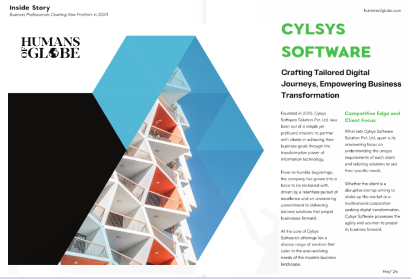 Inside Story
Business Professionals Charting New Frontiers in 2024
humansofglobe.com
HUMANS
OF GLOBE
CYLSYS
SOFTWARE
Crafting Tailored Digital
Journeys, Empowering Business
Transformation
Founded in 2013, Cylsys
Software Solution Pvt. Ltd. was
born out of a simple yet
profound mission: to partner
with clients in achieving their
business goals through the
transformative power of
information technology.
From its humble beginnings,
the company has grown into a
force to be reckoned with,
driven by a relentless pursuit of
excellence and an unwavering
commitment to delivering
tailored solutions that propel
businesses forward.
At the core of Cylsys
Software's offerings lies a
diverse range of services that
cater to the ever-evolving
needs of the modern business
landscape.
Competitive Edge and
Client Focus
What sets Cylsys Software
Solution Pvt. Ltd. apart is its
unwavering focus on
understanding the unique
requirements of each client
and tailoring solutions to suit
their specific needs.
Whether the client is a
disruptive startup aiming to
shake up the market or a
multinational corporation
seeking digital transformation,
Cylsys Software possesses the
agility and acumen to propel
its business forward.
May' 24